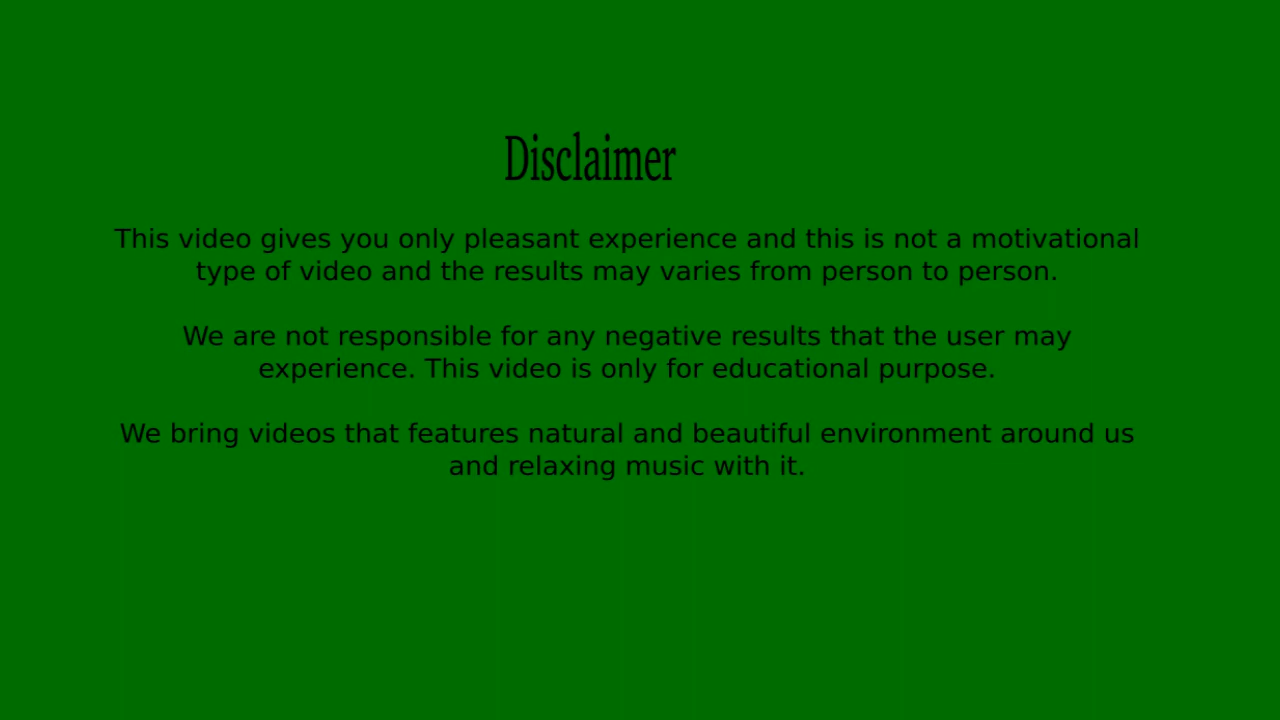 Disclaimer
This video gives you only pleasant experience and this is not a motivational
type of video and the results may varies from person to person.
We are not responsible for any negative results that the user may
experience. This video is only for educational purpose.
We bring videos that features natural and beautiful environment around us
and relaxing music with it.